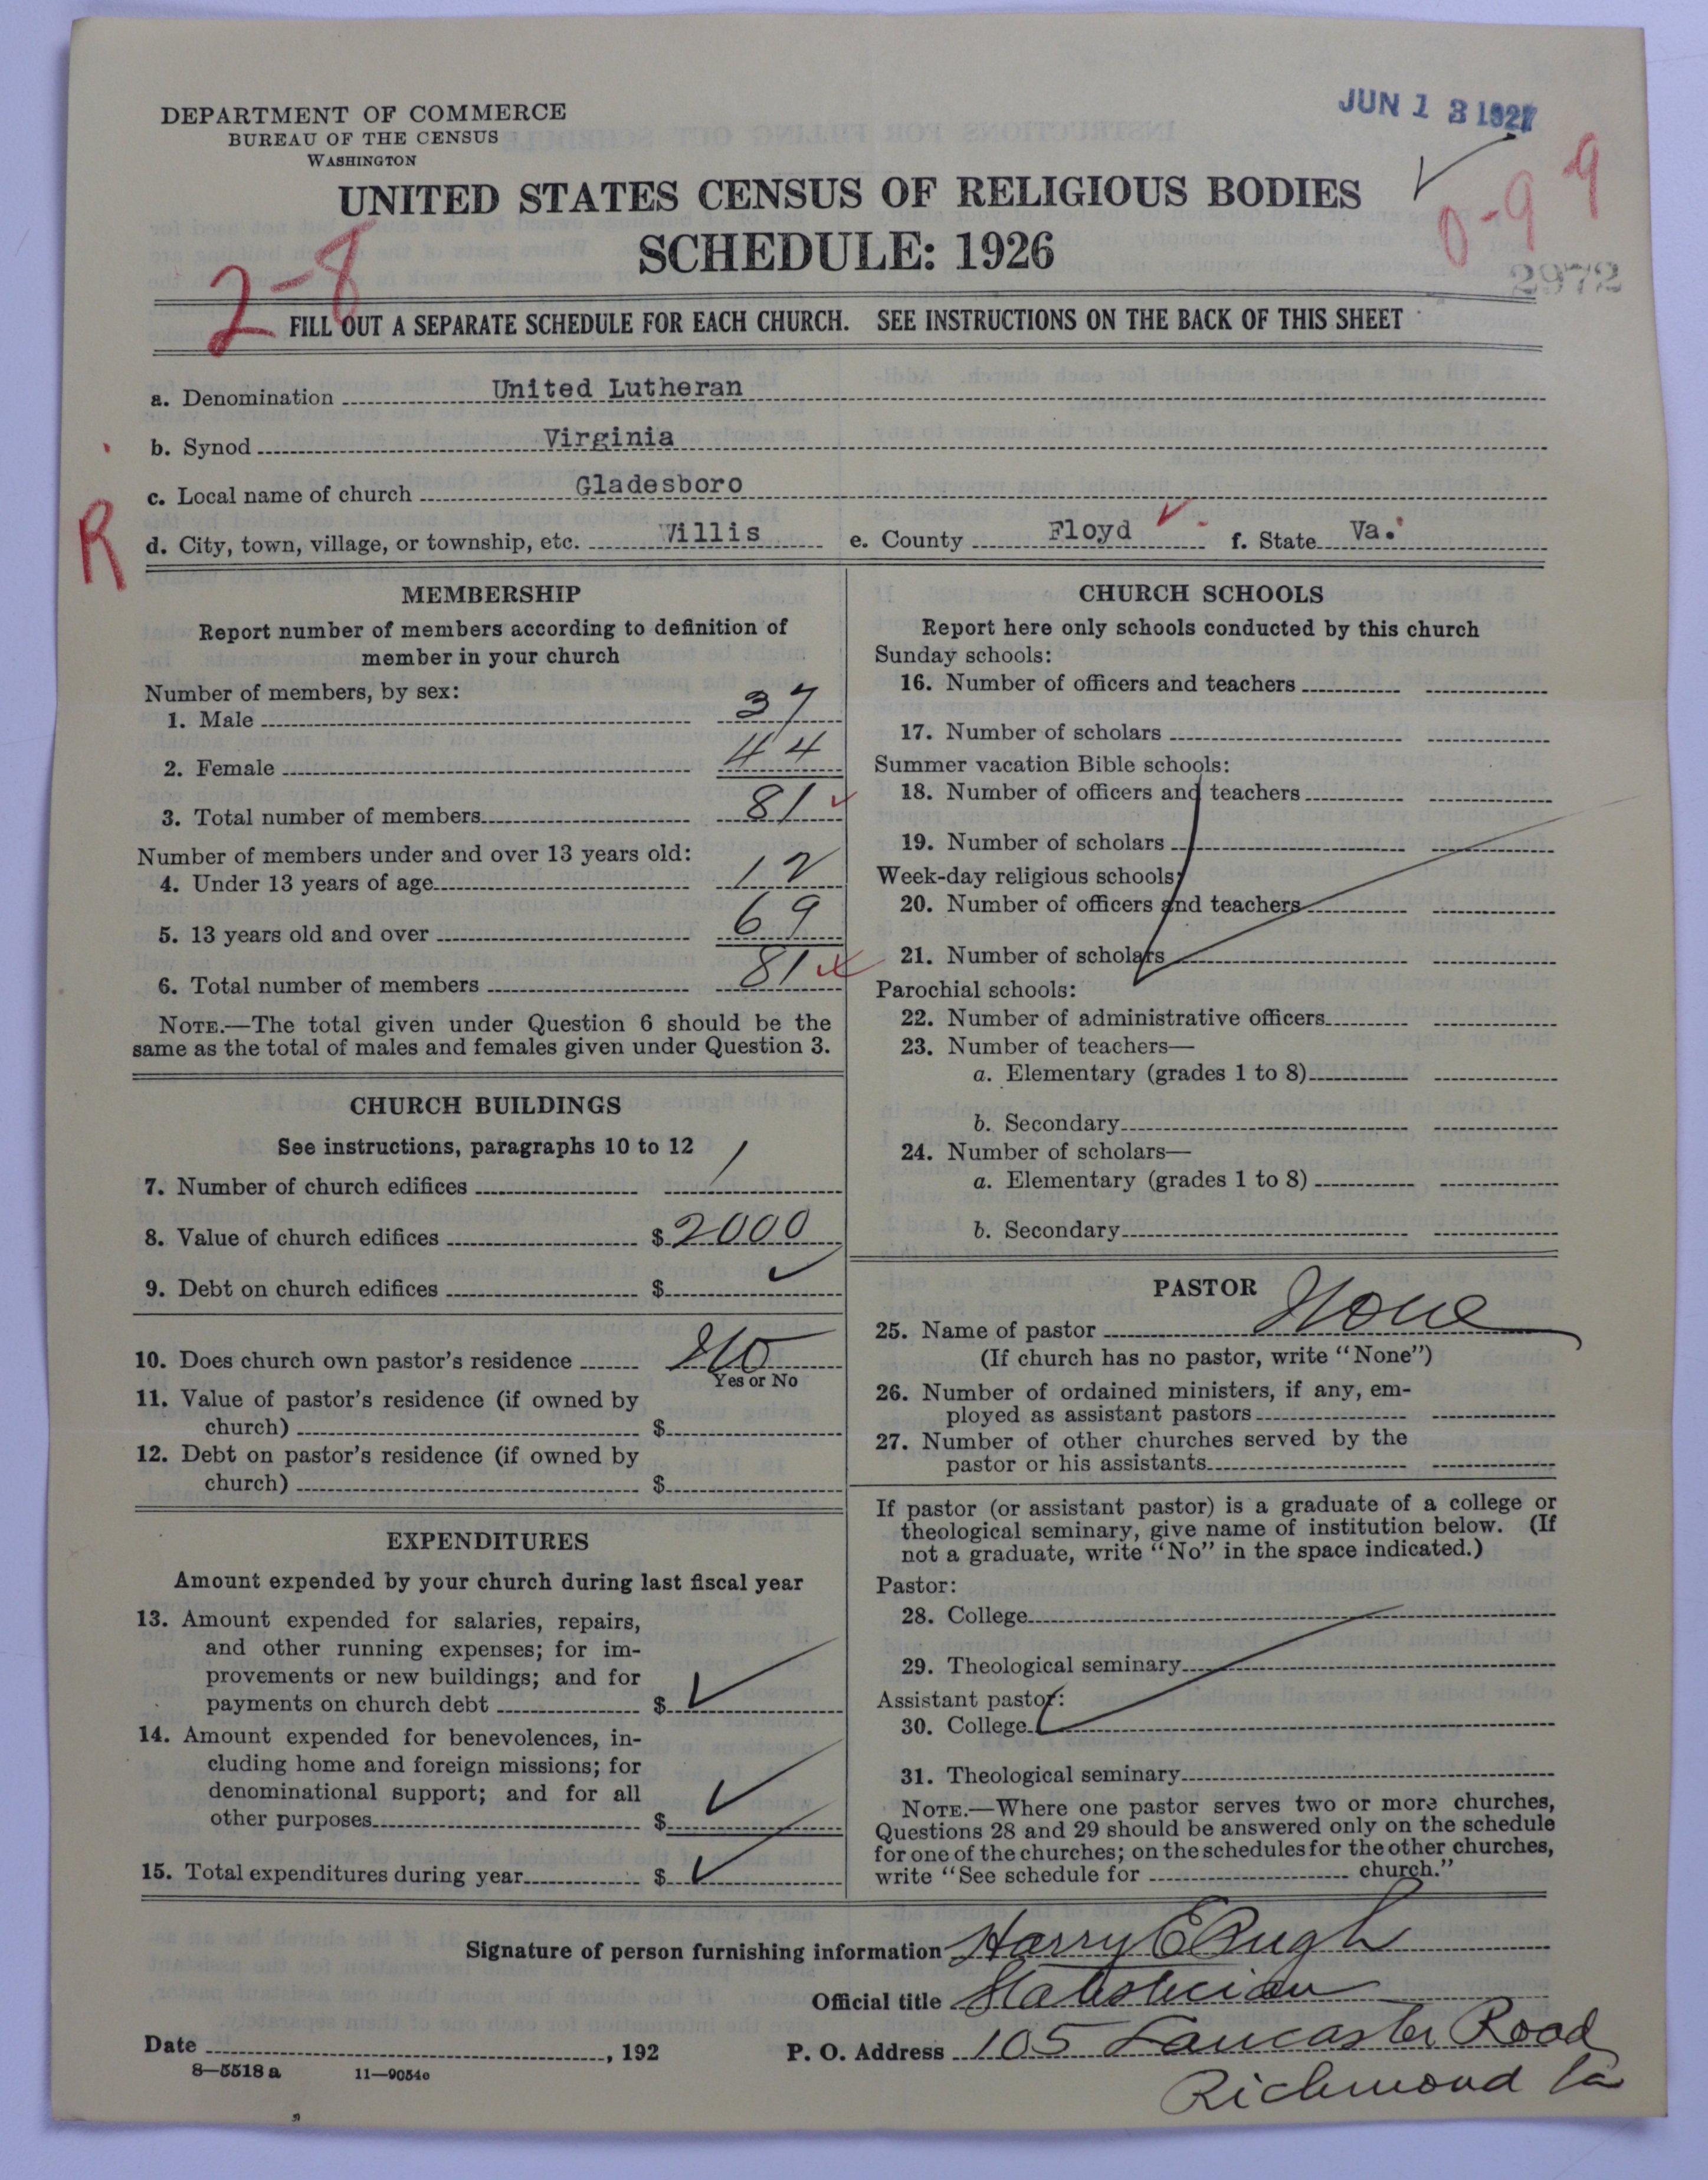 DEPARTMENT OF COMMERCE
BUREAU OF THE CENSUS
WASHINGTON
JUN 13 1927
UNITED STATES CENSUS OF RELIGIOUS BODIES
SCHEDULE: 1926
0-9 9
2-8
2972
FILL OUT A SEPARATE SCHEDULE FOR EACH CHURCH. SEE INSTRUCTIONS ON THE BACK OF THIS SHEET
a. Denomination United Lutheran
b. Synod Virginia
c. Local name of church Gladesboro
R
d. City, town, village, or township, etc. Willis e. County Floyd f. State Va.
MEMBERSHIP
Report number of members according to definition of
member in your church
Number of members, by sex:
1. Male 37
2. Female 44
3. Total number of members 81
Number of members under and over 13 years old:
4. Under 13 years of age 12
5. 13 years old and over 69
6. Total number of members 81
NOTE.—The total given under Question 6 should be the
same as the total of males and females given under Question 3.
CHURCH BUILDINGS
See instructions, paragraphs 10 to 12
7. Number of church edifices 1
8. Value of church edifices $ 2000
9. Debt on church edifices $
10. Does church own pastor's residence No
Yes or No
11. Value of pastor's residence (if owned by
church) $
12. Debt on pastor's residence (if owned by
church) $
EXPENDITURES
Amount expended by your church during last fiscal year
13. Amount expended for salaries, repairs,
and other running expenses; for im-
provements or new buildings; and for
payments on church debt $
14. Amount expended for benevolences, in-
cluding home and foreign missions; for
denominational support; and for all
other purposes $
15. Total expenditures during year $
CHURCH SCHOOLS
Report here only schools conducted by this church
Sunday schools:
16. Number of officers and teachers
17. Number of scholars
Summer vacation Bible schools:
18. Number of officers and teachers
19. Number of scholars
Week-day religious schools:
20. Number of officers and teachers
21. Number of scholars
Parochial schools:
22. Number of administrative officers
23. Number of teachers—
a. Elementary (grades 1 to 8)
b. Secondary
24. Number of scholars—
a. Elementary (grades 1 to 8)
b. Secondary
PASTOR
25. Name of pastor None
(If church has no pastor, write "None")
26. Number of ordained ministers, if any, em-
ployed as assistant pastors
27. Number of other churches served by the
pastor or his assistants
If pastor (or assistant pastor) is a graduate of a college or
theological seminary, give name of institution below. (If
not a graduate, write "No" in the space indicated.)
Pastor:
28. College
29. Theological seminary
Assistant pastor:
30. College
31. Theological seminary
NOTE.—Where one pastor serves two or more churches,
Questions 28 and 29 should be answered only on the schedule
for one of the churches; on the schedules for the other churches,
write "See schedule for church."
Signature of person furnishing information Harry E Pugh
Official title Statistician
Date , 192 P. O. Address 105 Lancaster Road
Richmond Va
8—5518 a 11—9054c